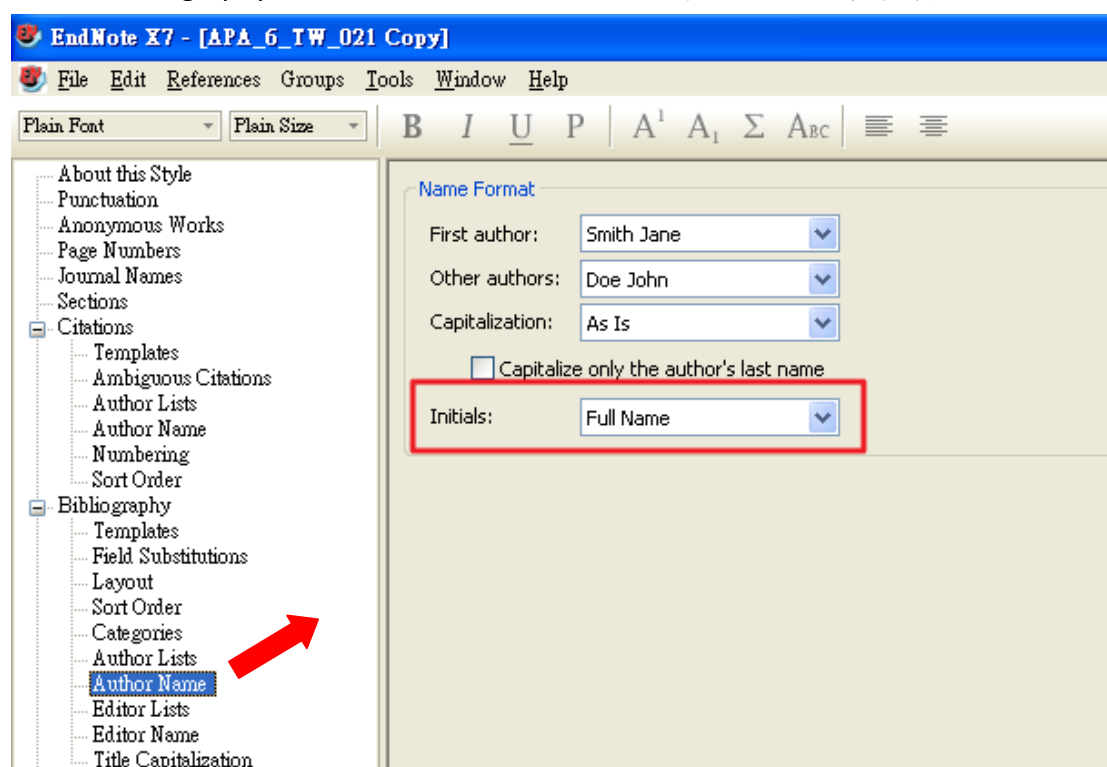 EndNote X7 - [APA_6_TW_021 Copy]
File Edit References Groups Tools Window Help
Plain Font Plain Size B I U P A¹ A₁ Σ ABC
About this Style
Punctuation
Anonymous Works
Page Numbers
Journal Names
Sections
Citations
Templates
Ambiguous Citations
Author Lists
Author Name
Numbering
Sort Order
Bibliography
Templates
Field Substitutions
Layout
Sort Order
Categories
Author Lists
Author Name
Editor Lists
Editor Name
Title Capitalization
Name Format
First author: Smith Jane
Other authors: Doe John
Capitalization: As Is
Capitalize only the author's last name
Initials: Full Name